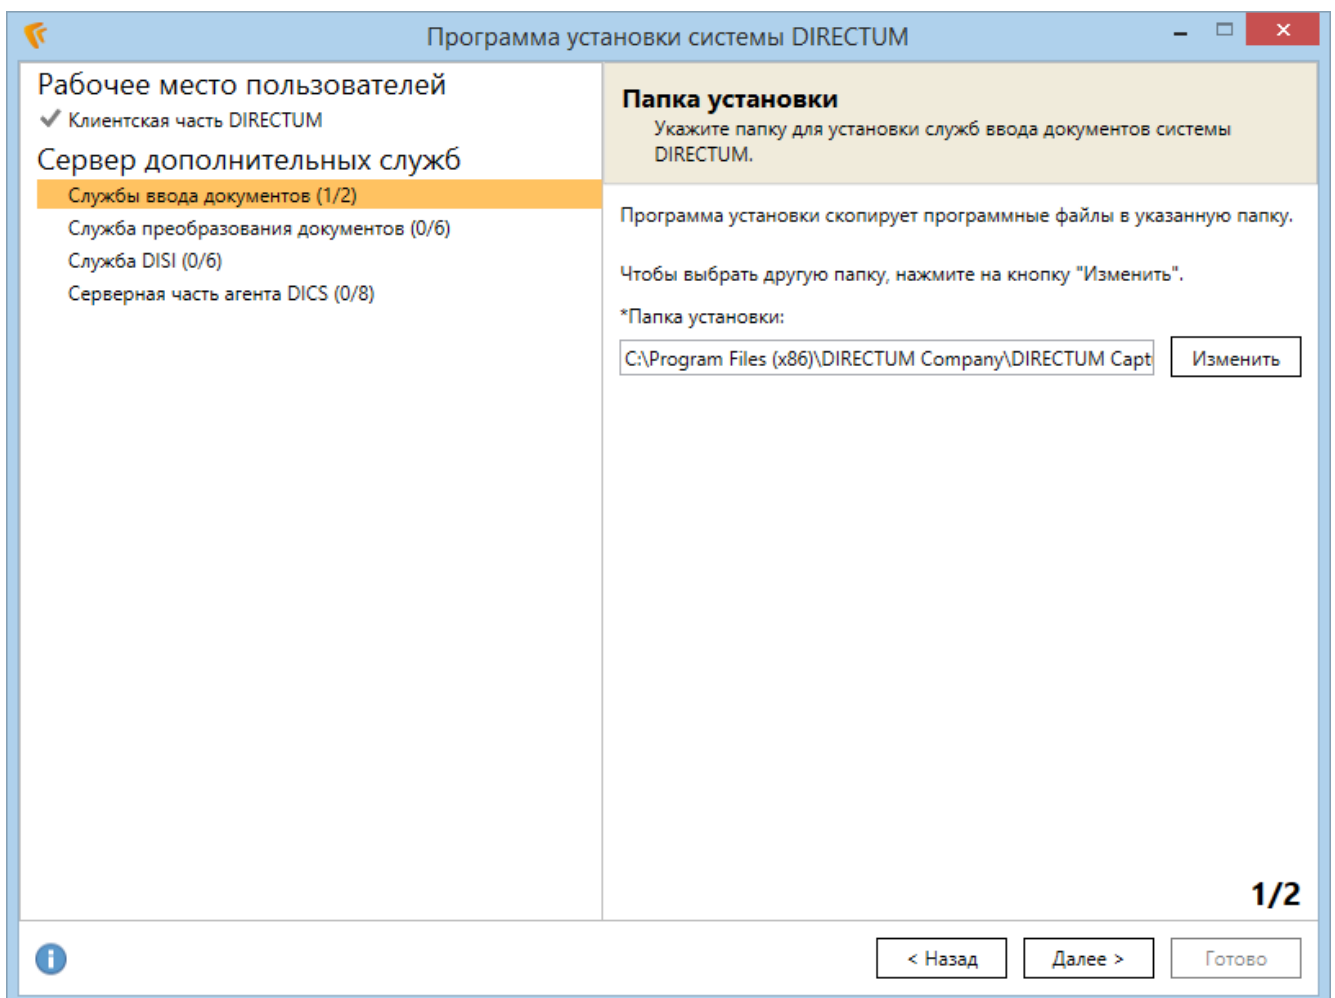 Программа установки системы DIRECTUM
Рабочее место пользователей
Клиентская часть DIRECTUM
Сервер дополнительных служб
Службы ввода документов (1/2)
Служба преобразования документов (0/6)
Служба DISI (0/6)
Серверная часть агента DICS (0/8)
Папка установки
Укажите папку для установки служб ввода документов системы
DIRECTUM.
Программа установки скопирует программные файлы в указанную папку.
Чтобы выбрать другую папку, нажмите на кнопку "Изменить".
*Папка установки:
C:\Program Files (x86)\DIRECTUM Company\DIRECTUM Capt
Изменить
1/2
< Назад
Далее >
Готово